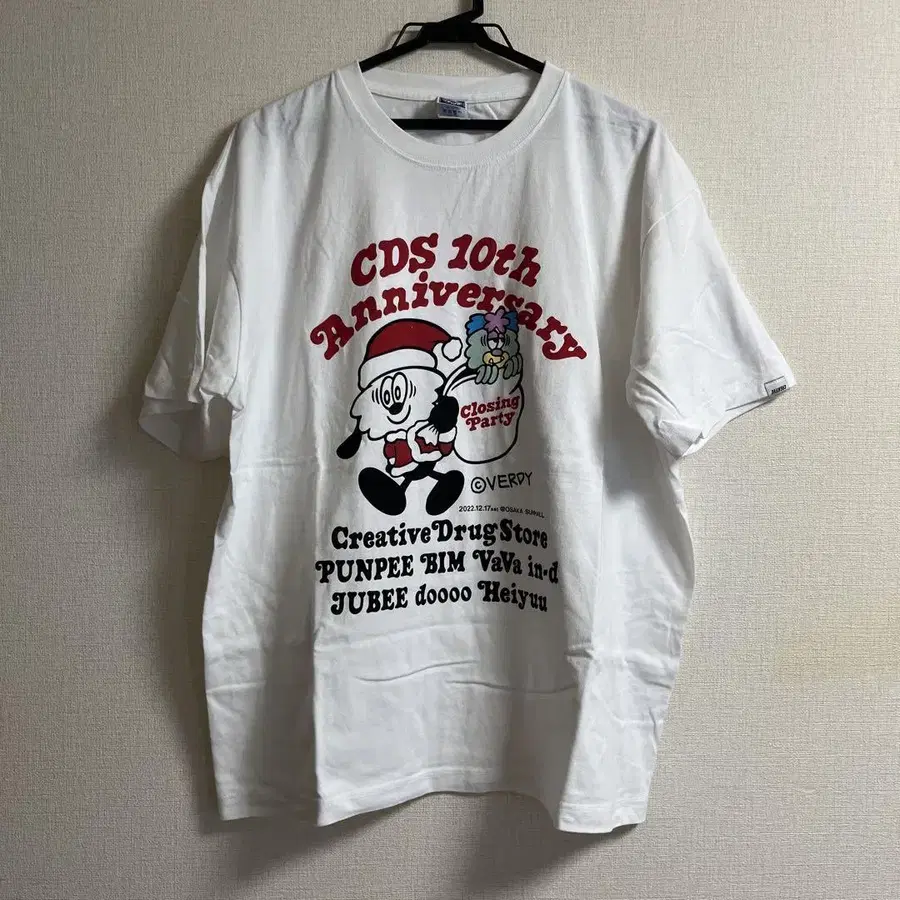 CDS 10th
Anniversary
Closing
Party
©VERDY
2022.12.17
Creative Drug Store
PUNPEE BIM VaVa in-d
JUBEE doooo Heiyuu